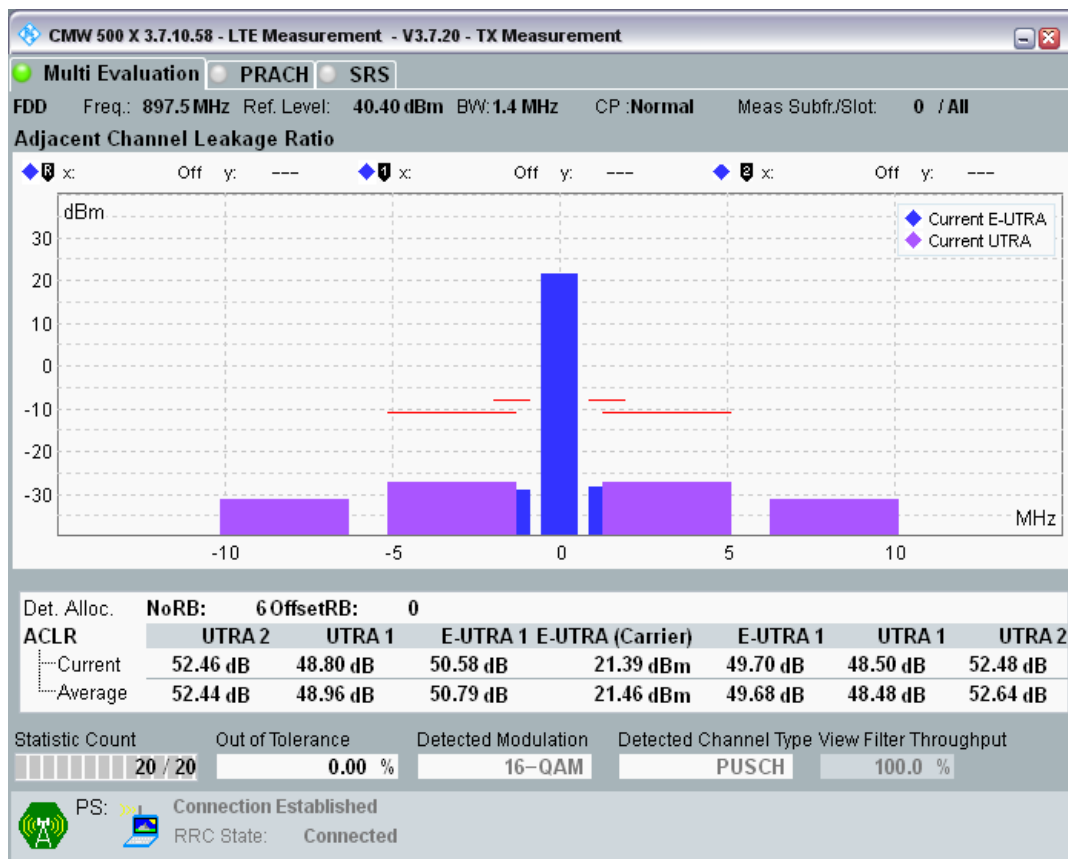 CMW 500 X 3.7.10.58 - LTE Measurement - V3.7.20 - TX Measurement
Multi Evaluation PRACH SRS
FDD Freq.: 897.5 MHz Ref. Level: 40.40 dBm BW: 1.4 MHz CP :Normal Meas Subfr./Slot: 0 / All
Adjacent Channel Leakage Ratio
R x: Off y: --- 1 x: Off y: --- 2 x: Off y: ---
dBm
Current E-UTRA
Current UTRA
30
20
10
0
-10
-20
-30
MHz
-10 -5 0 5 10
Det. Alloc. NoRB: 6 OffsetRB: 0
ACLR UTRA 2 UTRA 1 E-UTRA 1 E-UTRA (Carrier) E-UTRA 1 UTRA 1 UTRA 2
Current 52.46 dB 48.80 dB 50.58 dB 21.39 dBm 49.70 dB 48.50 dB 52.48 dB
Average 52.44 dB 48.96 dB 50.79 dB 21.46 dBm 49.68 dB 48.48 dB 52.64 dB
Statistic Count Out of Tolerance Detected Modulation Detected Channel Type View Filter Throughput
20 / 20 0.00 % 16-QAM PUSCH 100.0 %
PS: Connection Established
RRC State: Connected